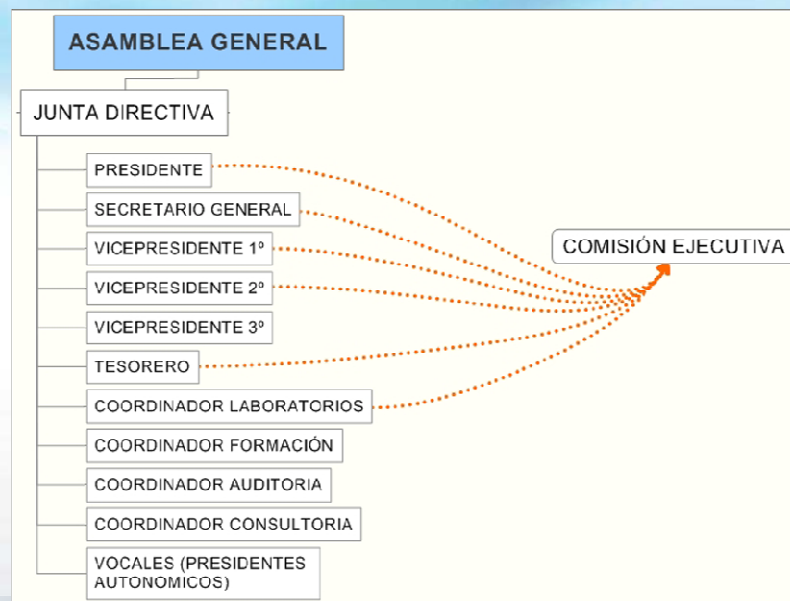 ASAMBLEA GENERAL
JUNTA DIRECTIVA
PRESIDENTE
SECRETARIO GENERAL
VICEPRESIDENTE 1º
COMISIÓN EJECUTIVA
VICEPRESIDENTE 2º
VICEPRESIDENTE 3º
TESORERO
COORDINADOR LABORATORIOS
COORDINADOR FORMACIÓN
COORDINADOR AUDITORIA
COORDINADOR CONSULTORIA
VOCALES (PRESIDENTES
AUTONOMICOS)